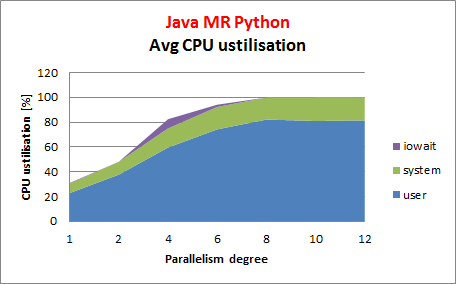 Java MR Python
Avg CPU ustilisation
CPU ustilisation [%]
120
100
80
60
40
20
0
1 2 4 6 8 10 12
Parallelism degree
iowait
system
user